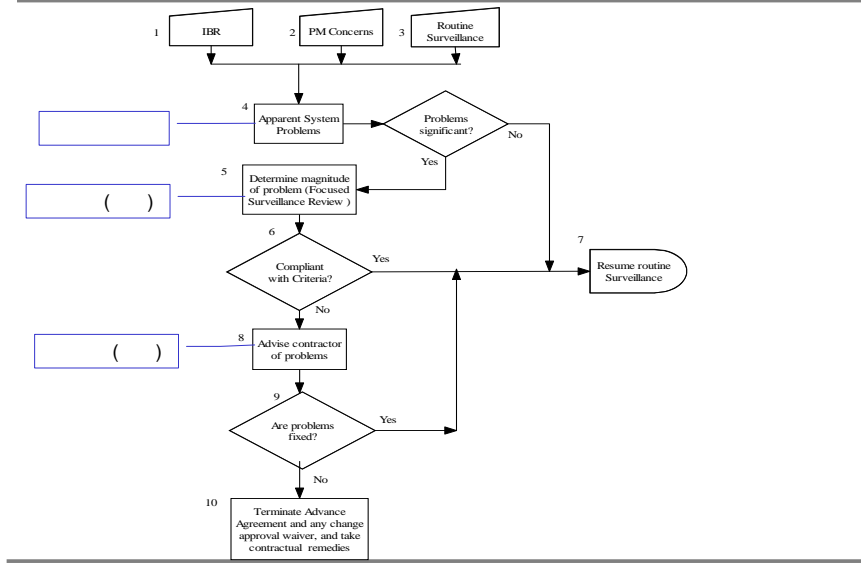 1
IBR
2
PM Concerns
3
Routine
Surveillance
4
Apparent System
Problems
Problems
significant?
No
Yes
5
Determine magnitude
of problem (Focused
Surveillance Review )
( )
6
Compliant
with Criteria?
Yes
7
Resume routine
Surveillance
No
8
Advise contractor
of problems
( )
9
Are problems
fixed?
Yes
No
10
Terminate Advance
Agreement and any change
approval waiver, and take
contractual remedies